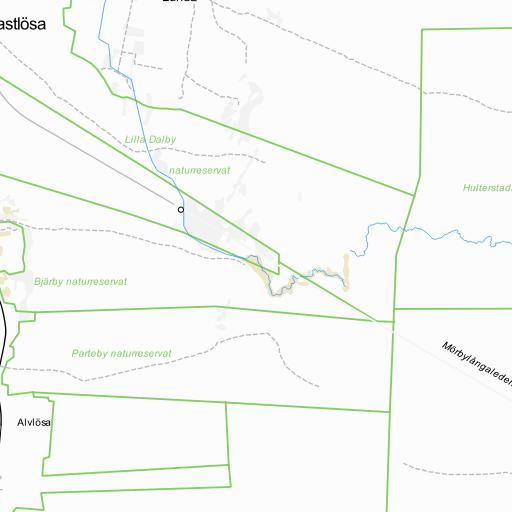 astlösa
Lilla Dalby
naturreservat
Hulterstad
Bjärby naturreservat
Mörbylångaleden
Parteby naturreservat
Alvlösa